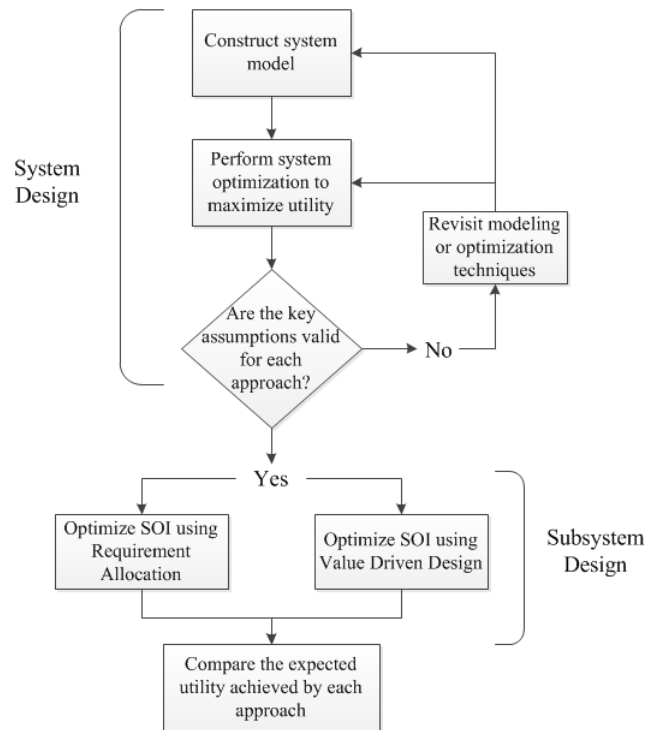 Construct system
model
System
Design
Perform system
optimization to
maximize utility
Revisit modeling
or optimization
techniques
Are the key
assumptions valid
for each
approach?
No
Yes
Optimize SOI using
Requirement
Allocation
Optimize SOI using
Value Driven Design
Subsystem
Design
Compare the expected
utility achieved by each
approach